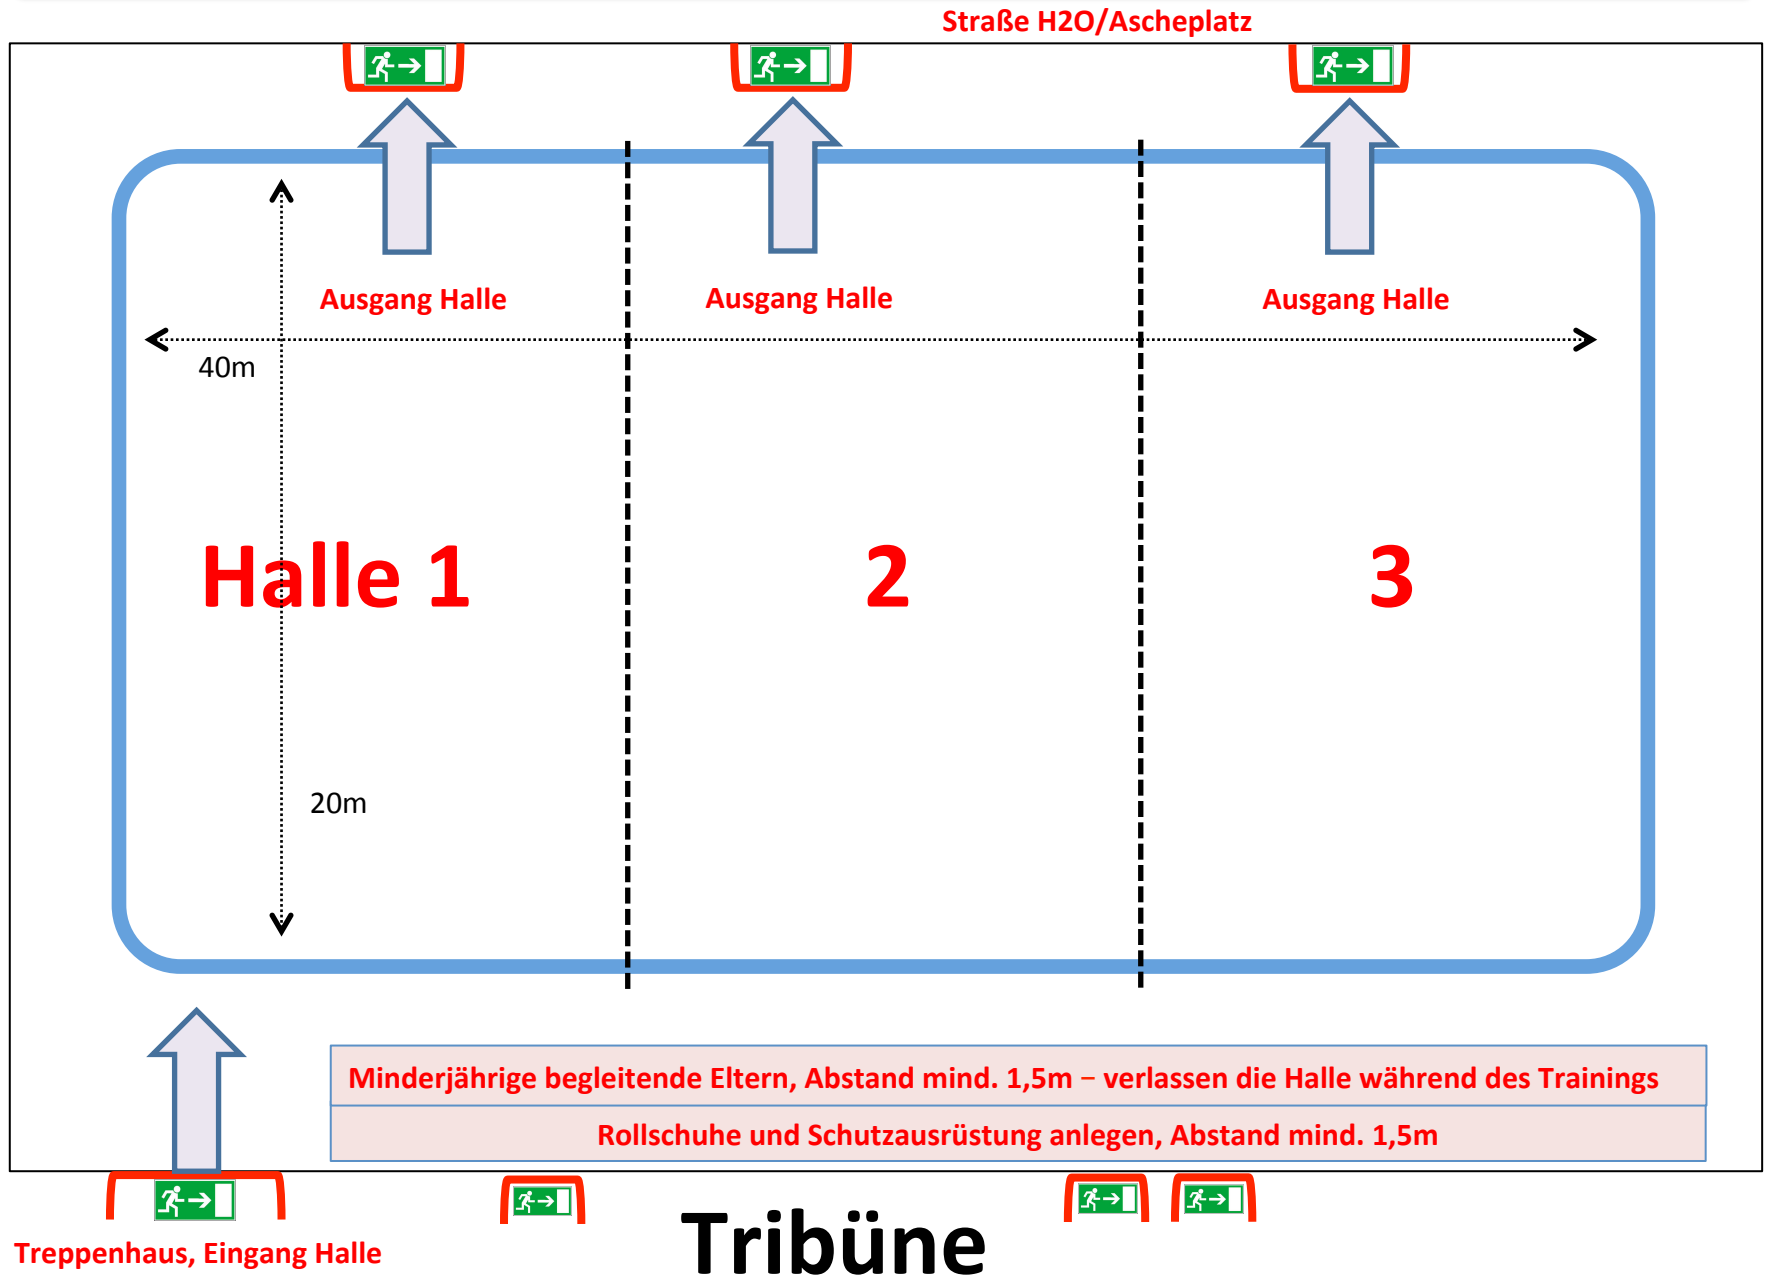 Straße H2O/Ascheplatz
Ausgang Halle
Ausgang Halle
Ausgang Halle
40m
Halle 1
2
3
20m
Minderjährige begleitende Eltern, Abstand mind. 1,5m – verlassen die Halle während des Trainings
Rollschuhe und Schutzausrüstung anlegen, Abstand mind. 1,5m
Treppenhaus, Eingang Halle
Tribüne